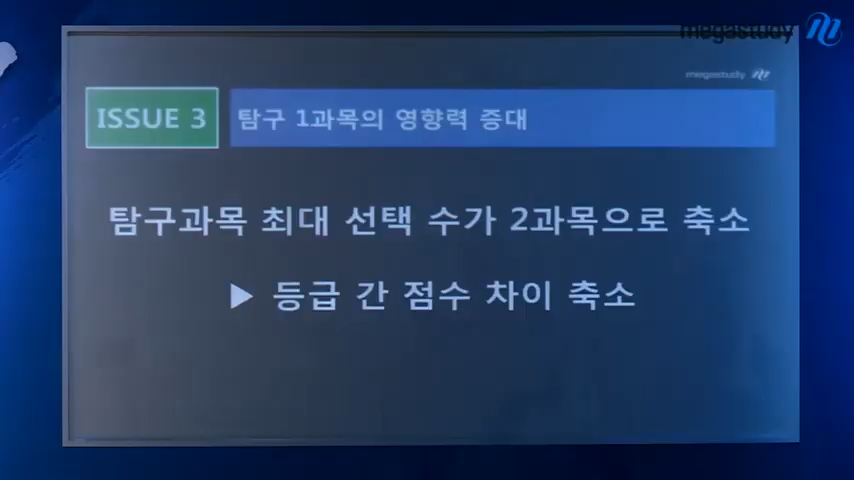 megastudy
megastudy
ISSUE 3
탐구 1과목의 영향력 증대
탐구과목 최대 선택 수가 2과목으로 축소
▶ 등급 간 점수 차이 축소